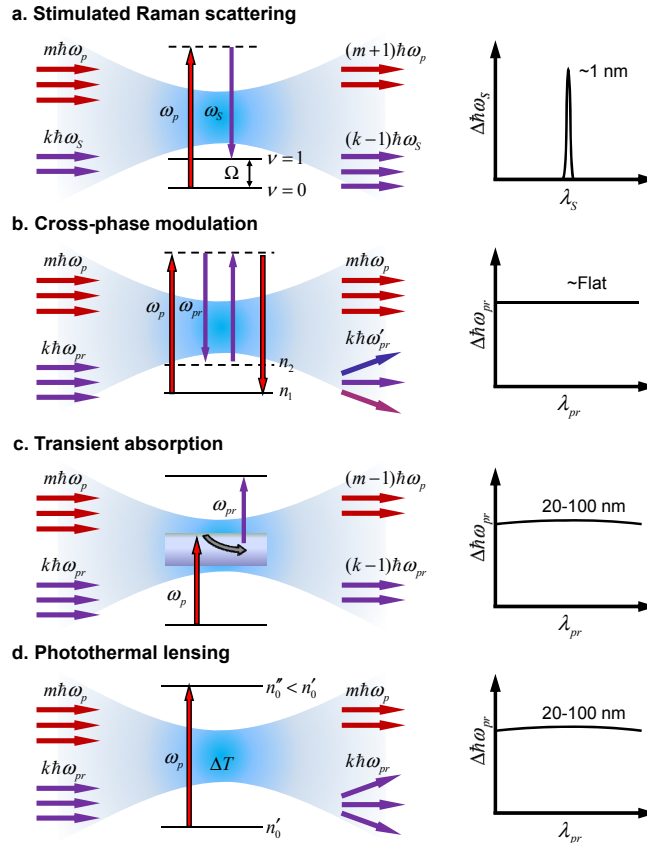 a. Stimulated Raman scattering
mħω_p
(m+1)ħω_p
~1 nm
ω_p
ω_S
Δħω_S
kħω_S
(k−1)ħω_S
ν=1
Ω
ν=0
λ_S
b. Cross-phase modulation
mħω_p
mħω_p
~Flat
ω_p
ω_pr
Δħω_pr
kħω_pr
kħω′_pr
n_2
n_1
λ_pr
c. Transient absorption
mħω_p
(m−1)ħω_p
ω_pr
20-100 nm
Δħω_pr
kħω_pr
(k−1)ħω_pr
ω_p
λ_pr
d. Photothermal lensing
mħω_p
n″_0<n′_0
mħω_p
20-100 nm
ω_p
ΔT
Δħω_pr
kħω_pr
kħω_pr
n′_0
λ_pr